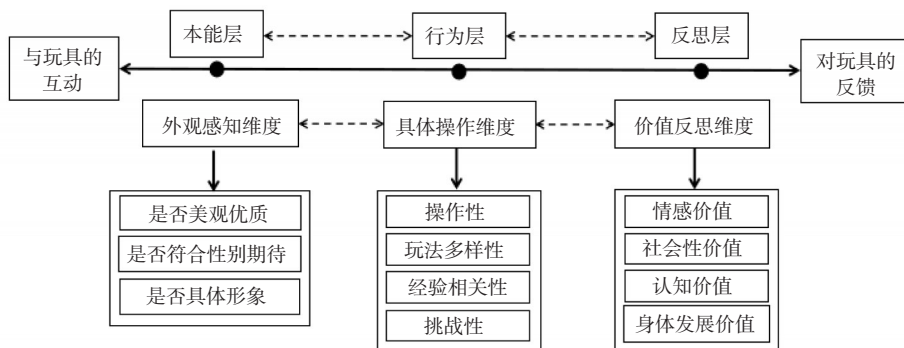 本能层
行为层
反思层
与玩具的
互动
对玩具的
反馈
外观感知维度
具体操作维度
价值反思维度
是否美观优质
是否符合性别期待
是否具体形象
操作性
玩法多样性
经验相关性
挑战性
情感价值
社会性价值
认知价值
身体发展价值